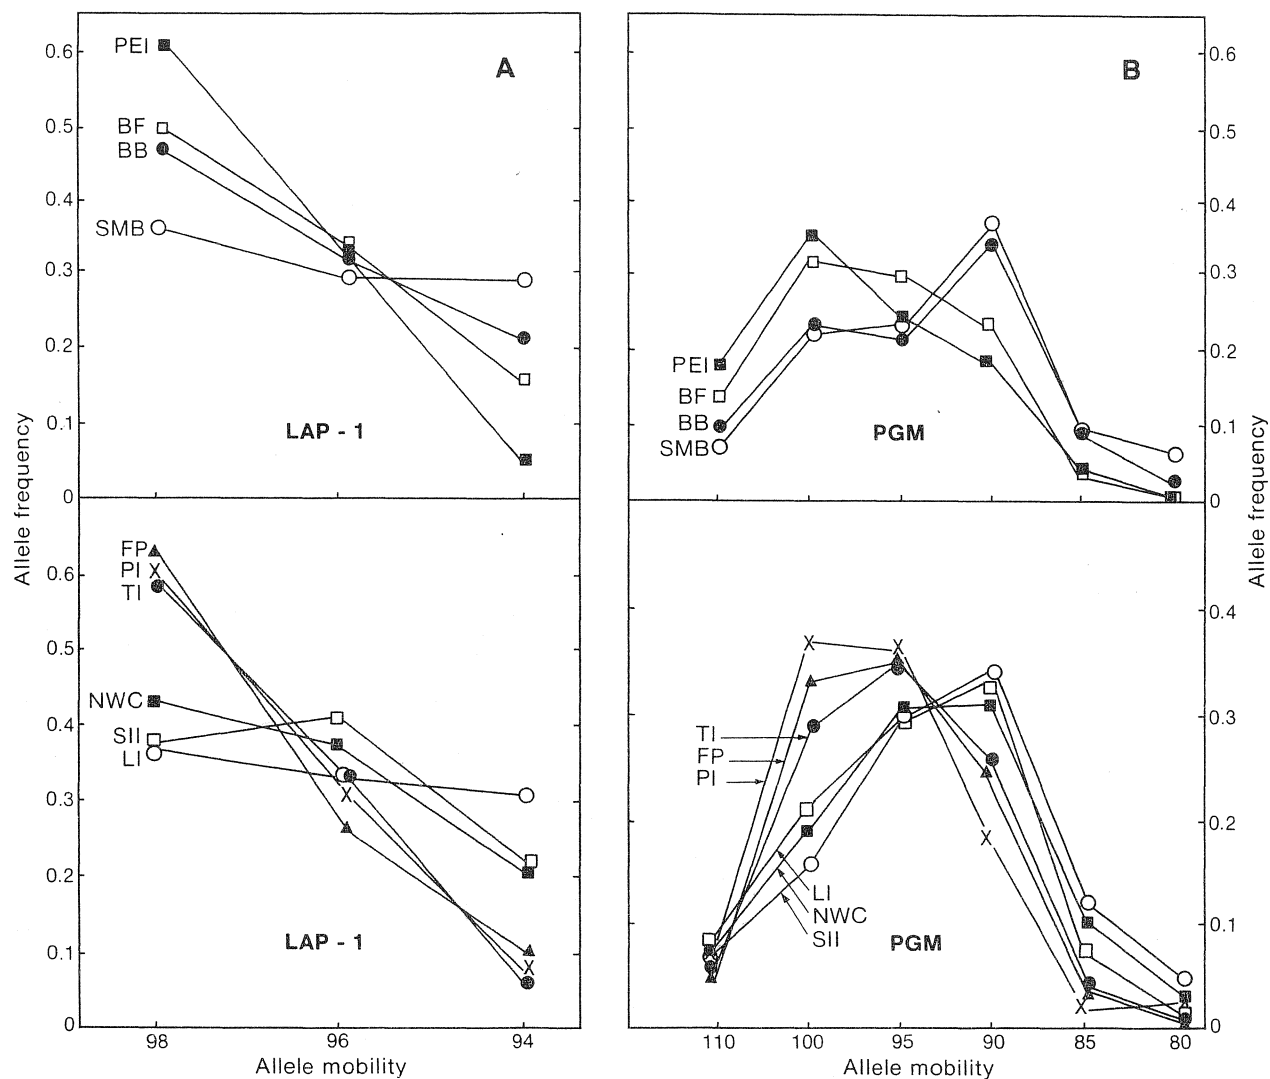 A
0.6
0.5
0.4
0.3
0.2
0.1
0
PEI
BF
BB
SMB
LAP - 1
B
0.6
0.5
0.4
0.3
0.2
0.1
0
PEI
BF
BB
SMB
PGM
Allele frequency
Allele frequency
FP
PI
TI
NWC
SII
LI
0.6
0.5
0.4
0.3
0.2
0.1
0
LAP - 1
98
96
94
Allele mobility
TI
FP
PI
LI
NWC
SII
PGM
0.4
0.3
0.2
0.1
0
110
100
95
90
85
80
Allele mobility